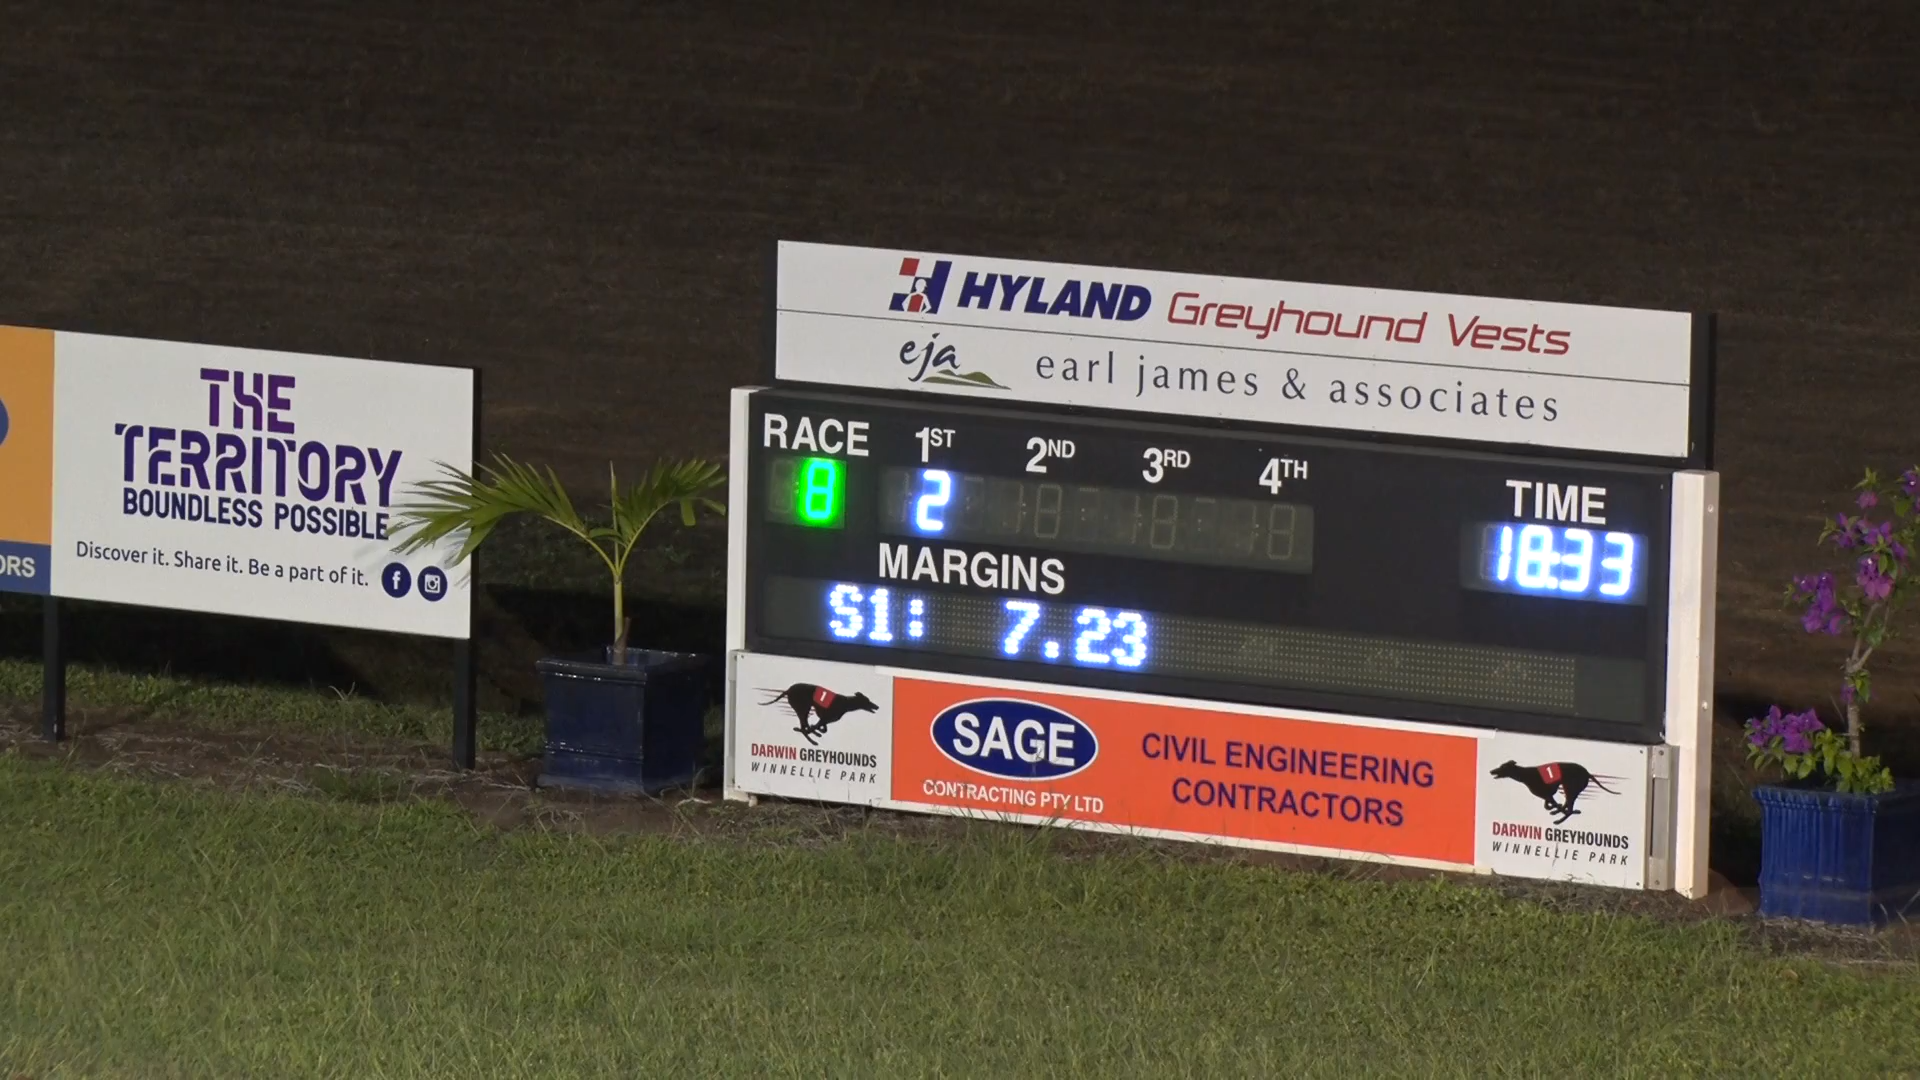 HYLAND Greyhound Vests
eja earl james & associates
THE
TERRITORY
BOUNDLESS POSSIBLE
Discover it. Share it. Be a part of it.
ORS
RACE 1ST 2ND 3RD 4TH TIME
8 2 18:33
MARGINS
S1: 7.23
1
DARWIN GREYHOUNDS
WINNELLIE PARK
SAGE
CONTRACTING PTY LTD
CIVIL ENGINEERING
CONTRACTORS
1
DARWIN GREYHOUNDS
WINNELLIE PARK